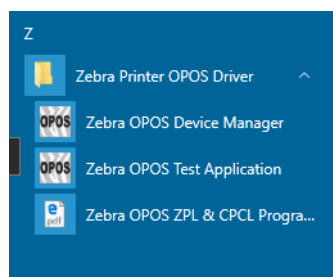 Z
Zebra Printer OPOS Driver
OPOS Zebra OPOS Device Manager
OPOS Zebra OPOS Test Application
e pdf Zebra OPOS ZPL & CPCL Progra...